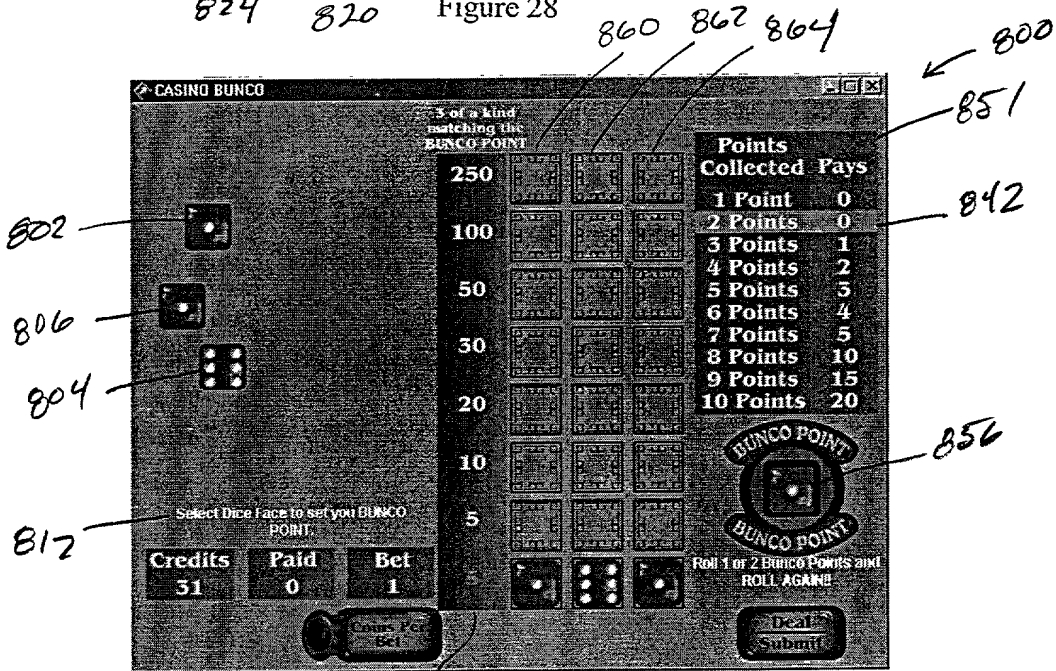 824 820 Figure 28
860 862 864 800
CASINO BUNCO
851
3 of a kind
matching the
BUNCO POINT
Points
Collected Pays
250
1 Point 0
842
2 Points 0
802
100
3 Points 1
4 Points 2
50
5 Points 3
6 Points 4
806
30
7 Points 5
8 Points 10
804
20
9 Points 15
10 Points 20
BUNCO POINT
856
10
BUNCO POINT
Select Dice Face to set you BUNCO
POINT.
5
812
Credits Paid Bet
31 0 1
Roll 1 or 2 Bunco Points and
ROLL AGAIN!!
Coins Per
Bet
Deal
Submit